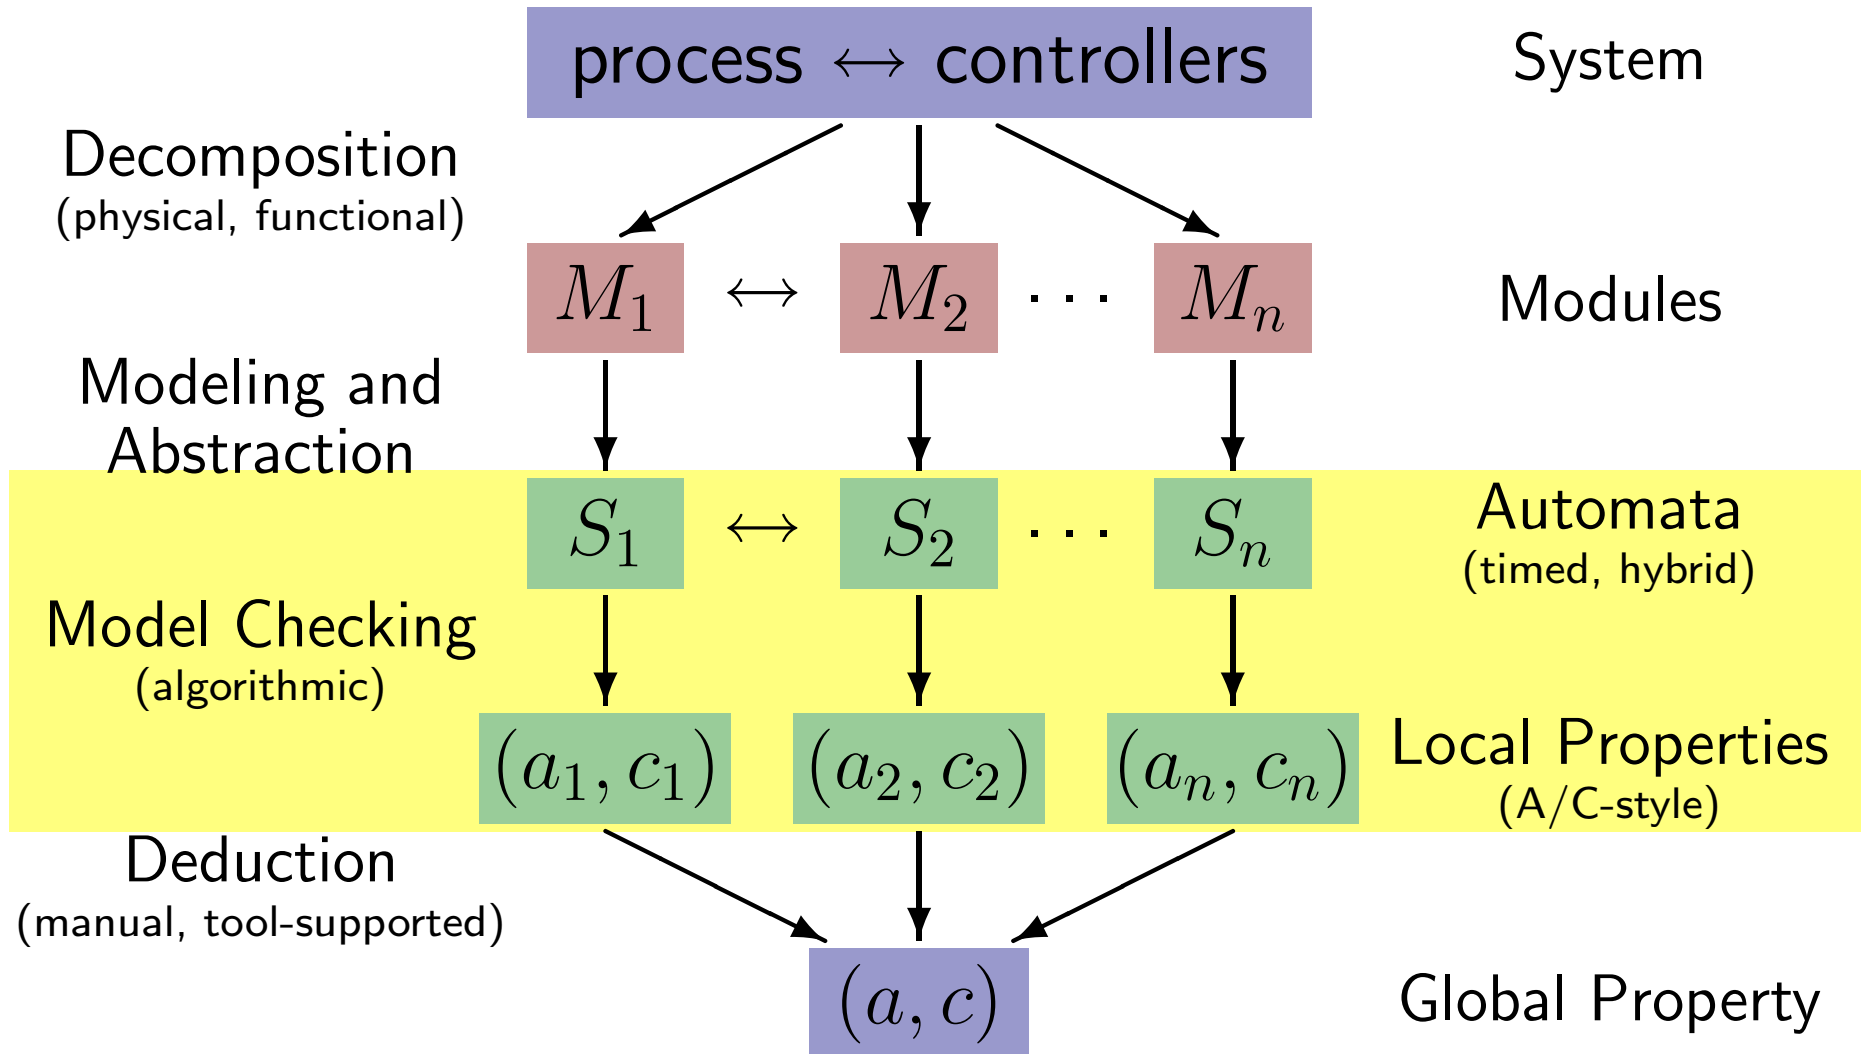 process ↔ controllers
System
Decomposition
(physical, functional)
M₁ ↔ M₂ ··· Mₙ
Modules
Modeling and
Abstraction
S₁ ↔ S₂ ··· Sₙ
Automata
(timed, hybrid)
Model Checking
(algorithmic)
(a₁, c₁) (a₂, c₂) (aₙ, cₙ)
Local Properties
(A/C-style)
Deduction
(manual, tool-supported)
(a, c)
Global Property